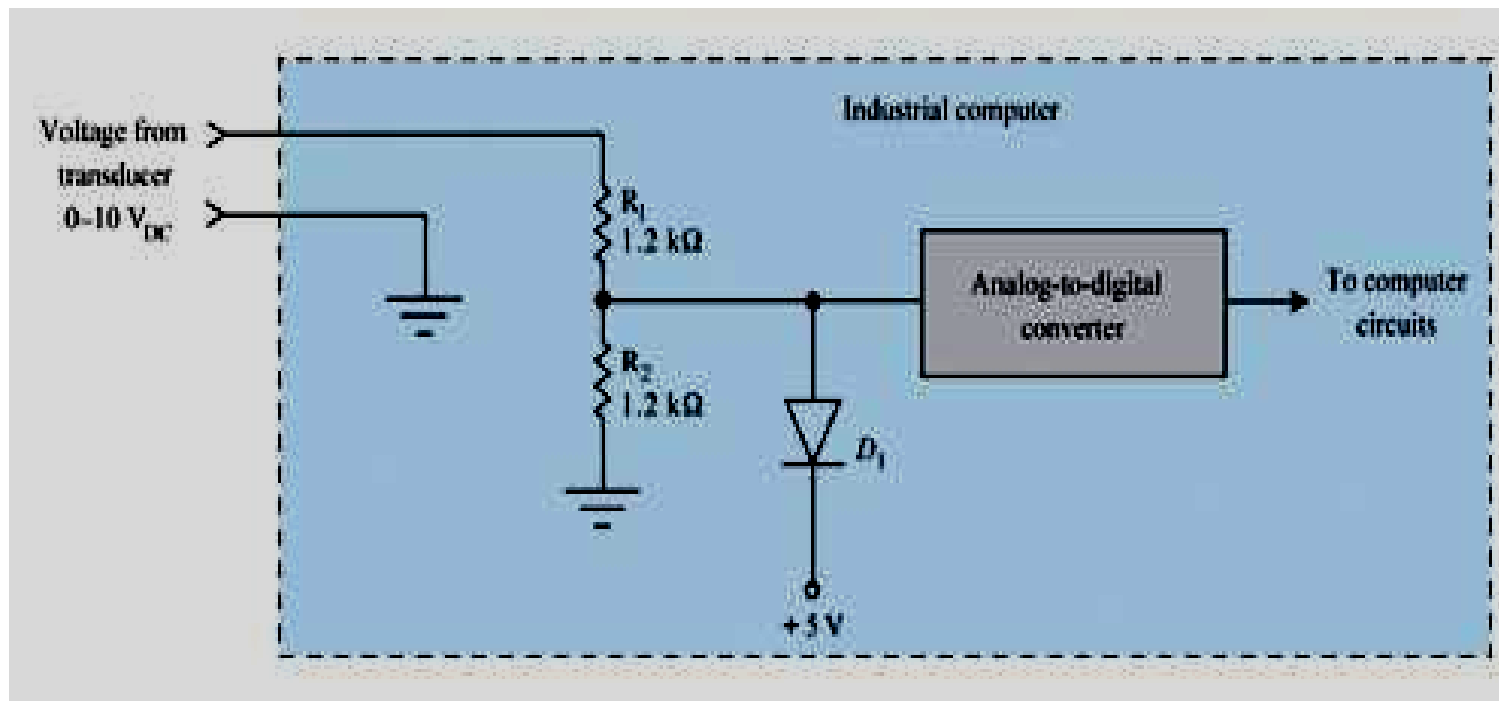 Industrial computer
Voltage from
transducer
0–10 V_DC
R₁
1.2 kΩ
Analog-to-digital
converter
To computer
circuits
R₂
1.2 kΩ
D₁
+5 V